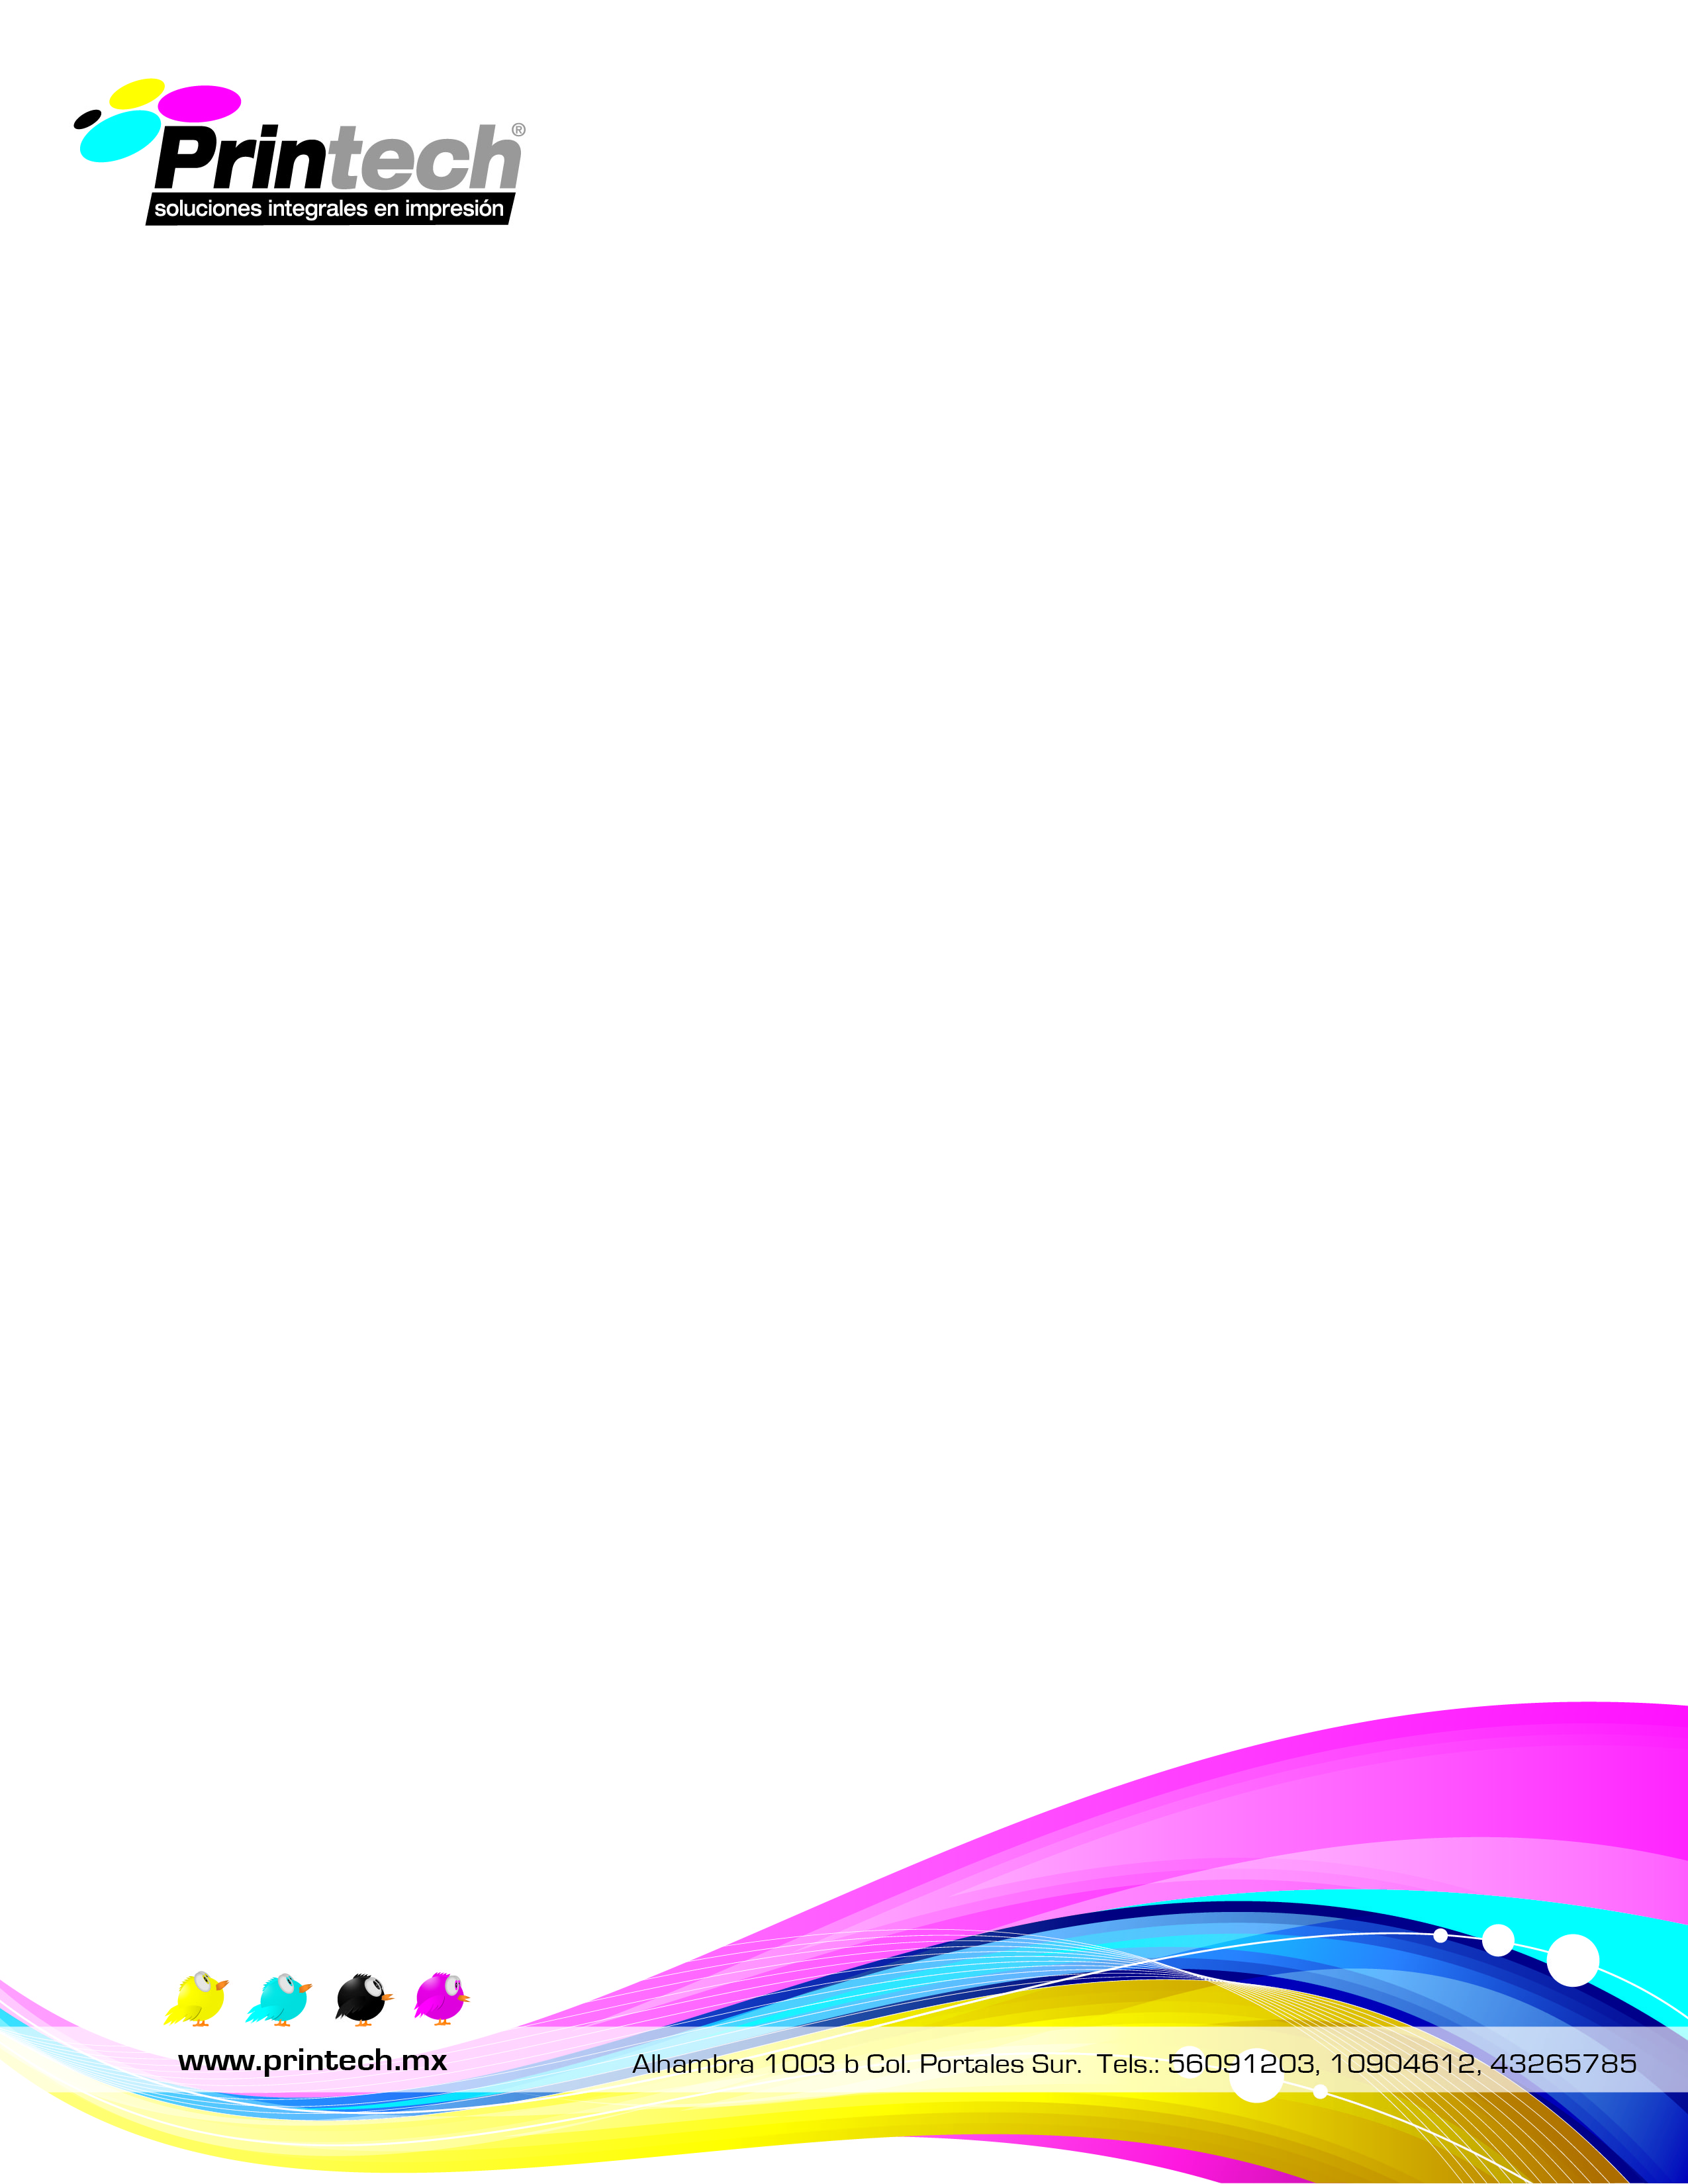 Printech®
soluciones integrales en impresión
www.printech.mx
Alhambra 1003 b Col. Portales Sur. Tels.: 56091203, 10904612, 43265785